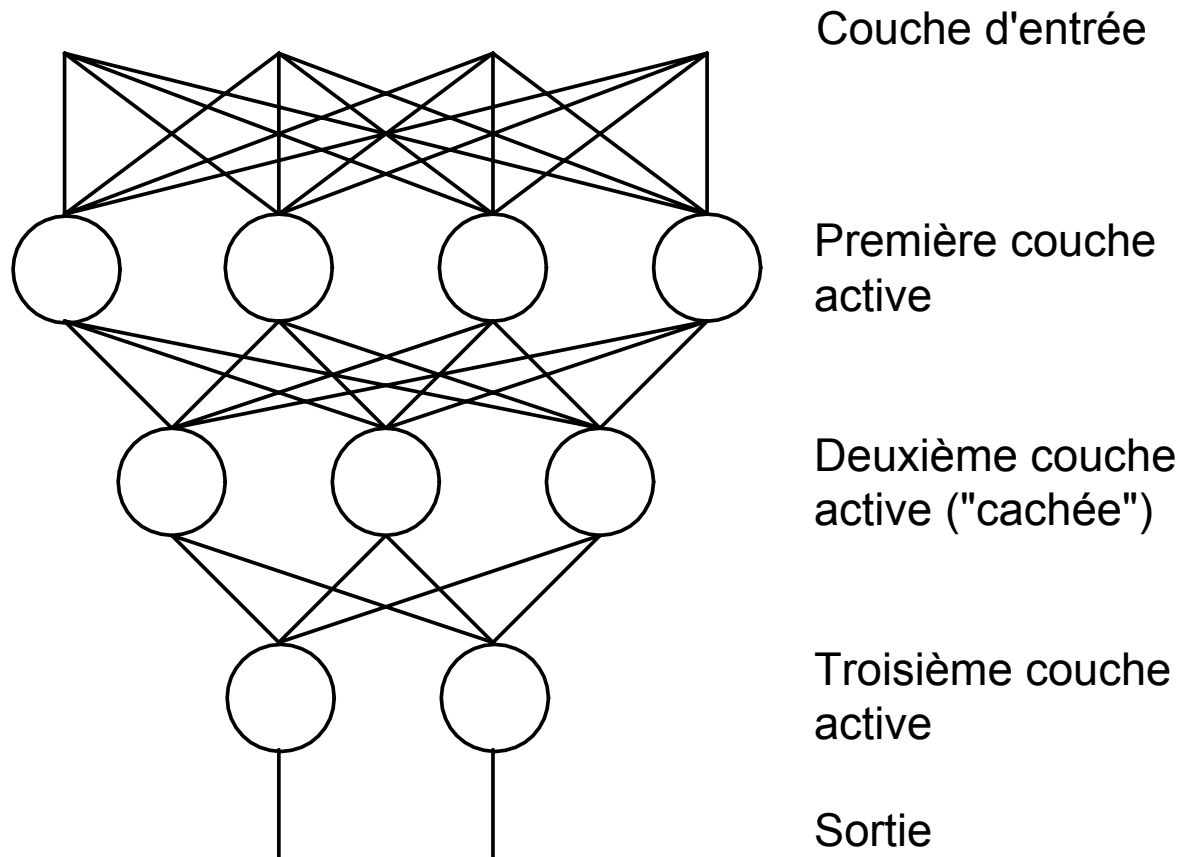 Couche d'entrée
Première couche
active
Deuxième couche
active ("cachée")
Troisième couche
active
Sortie